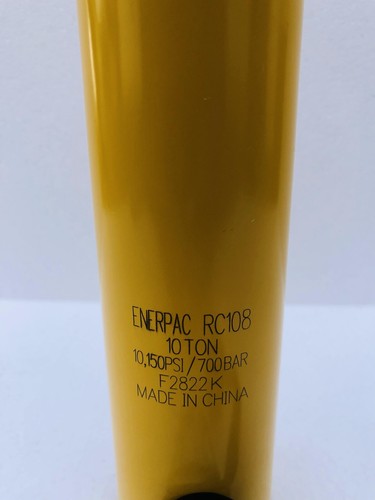 ENERPAC RC108
10 TON
10,150PSI/700BAR
F2822K
MADE IN CHINA